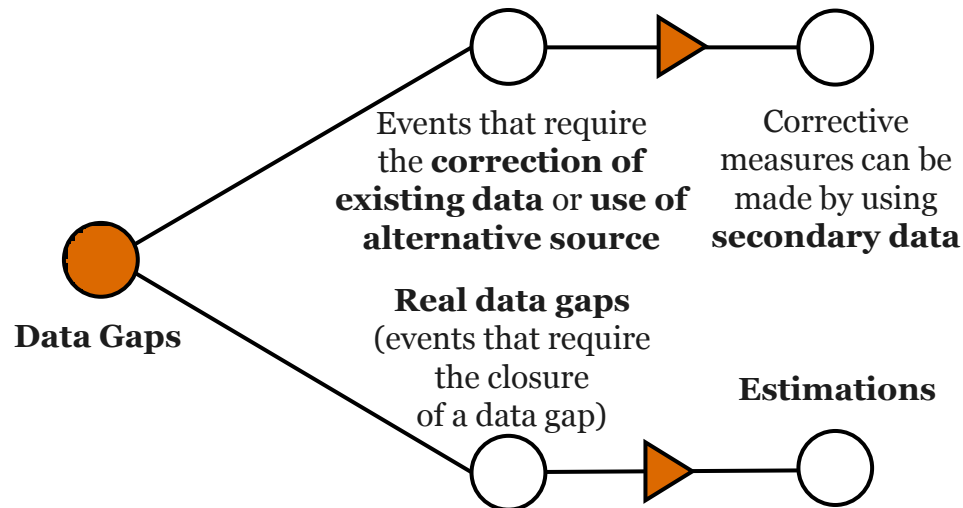 Events that require
the correction of
existing data or use of
alternative source
Corrective
measures can be
made by using
secondary data
Data Gaps
Real data gaps
(events that require
the closure
of a data gap)
Estimations